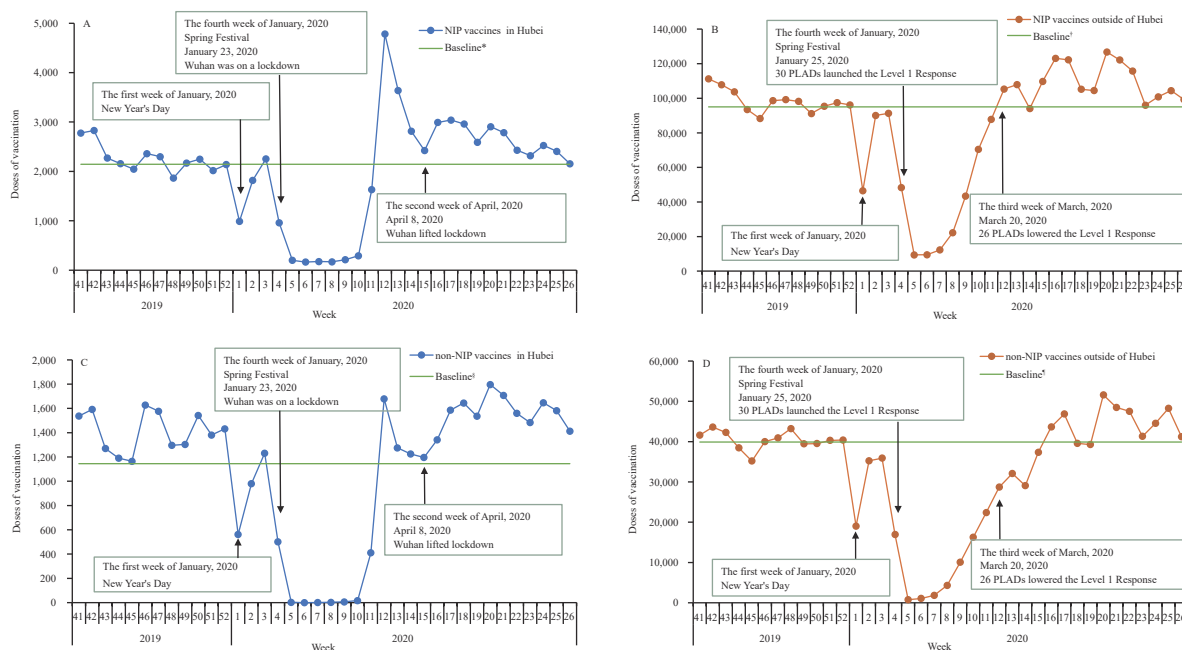 A
NIP vaccines in Hubei
Baseline*
The fourth week of January, 2020
Spring Festival
January 23, 2020
Wuhan was on a lockdown
The first week of January, 2020
New Year's Day
The second week of April, 2020
April 8, 2020
Wuhan lifted lockdown
Doses of vaccination
5,000
4,000
3,000
2,000
1,000
0
41 42 43 44 45 46 47 48 49 50 51 52 1 2 3 4 5 6 7 8 9 10 11 12 13 14 15 16 17 18 19 20 21 22 23 24 25 26
2019 2020
Week
B
NIP vaccines outside of Hubei
Baseline†
The fourth week of January, 2020
Spring Festival
January 25, 2020
30 PLADs launched the Level 1 Response
The third week of March, 2020
March 20, 2020
26 PLADs lowered the Level 1 Response
The first week of January, 2020
New Year's Day
Doses of vaccination
140,000
120,000
100,000
80,000
60,000
40,000
20,000
0
41 42 43 44 45 46 47 48 49 50 51 52 1 2 3 4 5 6 7 8 9 10 11 12 13 14 15 16 17 18 19 20 21 22 23 24 25
2019 2020
Week
C
non-NIP vaccines in Hubei
Baseline§
The fourth week of January, 2020
Spring Festival
January 23, 2020
Wuhan was on a lockdown
The second week of April, 2020
April 8, 2020
Wuhan lifted lockdown
The first week of January, 2020
New Year's Day
Doses of vaccination
2,000
1,800
1,600
1,400
1,200
1,000
800
600
400
200
0
41 42 43 44 45 46 47 48 49 50 51 52 1 2 3 4 5 6 7 8 9 10 11 12 13 14 15 16 17 18 19 20 21 22 23 24 25 26
2019 2020
Week
D
non-NIP vaccines outside of Hubei
Baseline¶
The fourth week of January, 2020
Spring Festival
January 25, 2020
30 PLADs launched the Level 1 Response
The third week of March, 2020
March 20, 2020
26 PLADs lowered the Level 1 Response
The first week of January, 2020
New Year's Day
Doses of vaccination
60,000
50,000
40,000
30,000
20,000
10,000
0
41 42 43 44 45 46 47 48 49 50 51 52 1 2 3 4 5 6 7 8 9 10 11 12 13 14 15 16 17 18 19 20 21 22 23 24 25
2019 2020
Week